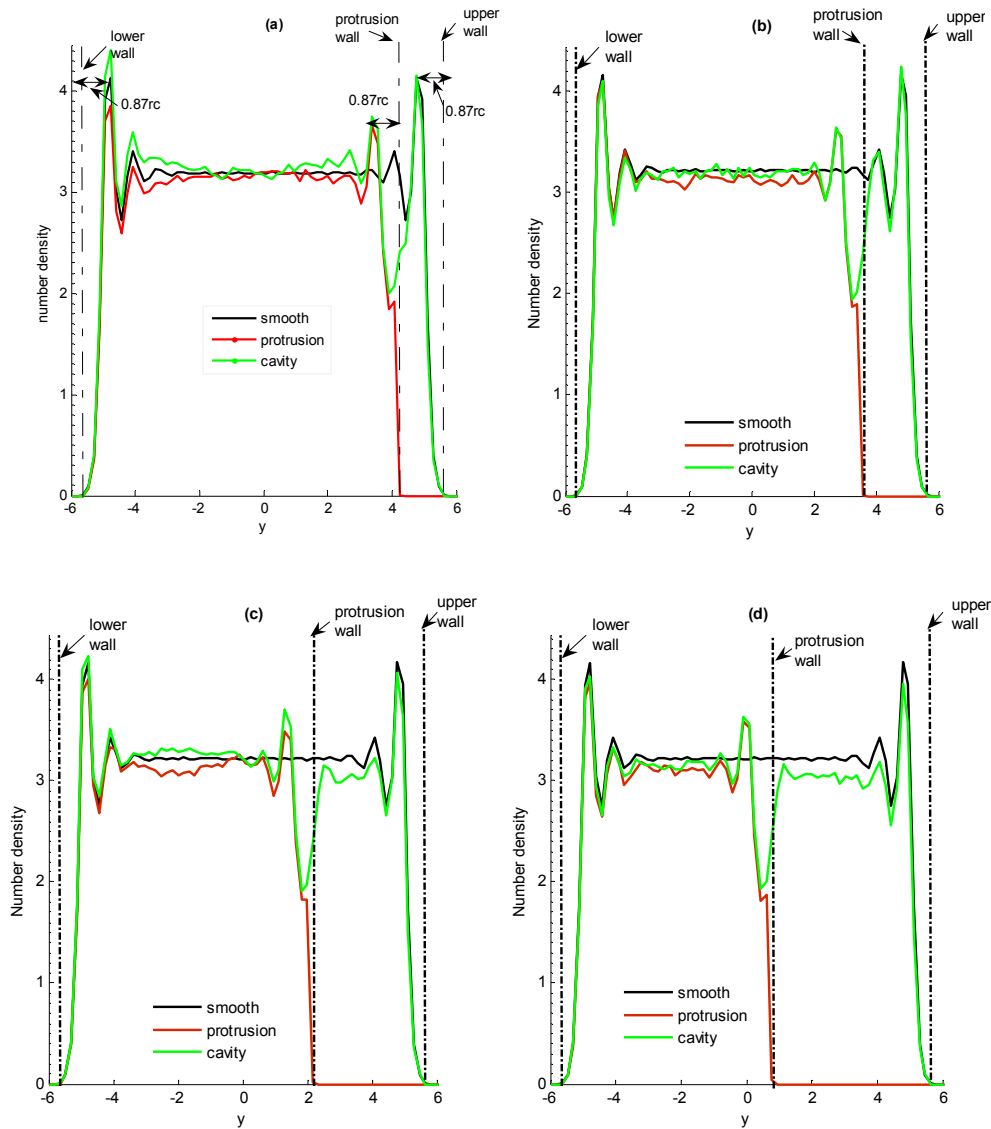 (a)
lower
wall
protrusion
wall
upper
wall
0.87rc
0.87rc
0.87rc
number density
4
3
2
1
0
smooth
protrusion
cavity
-6 -4 -2 0 2 4 6
y
(b)
lower wall
protrusion
wall
upper
wall
Number density
4
3
2
1
0
smooth
protrusion
cavity
-6 -4 -2 0 2 4 6
y
(c)
lower
wall
protrusion
wall
upper
wall
Number density
4
3
2
1
0
smooth
protrusion
cavity
-6 -4 -2 0 2 4 6
y
(d)
lower
wall
protrusion
wall
upper
wall
Number density
4
3
2
1
0
smooth
protrusion
cavity
-6 -4 -2 0 2 4 6
y